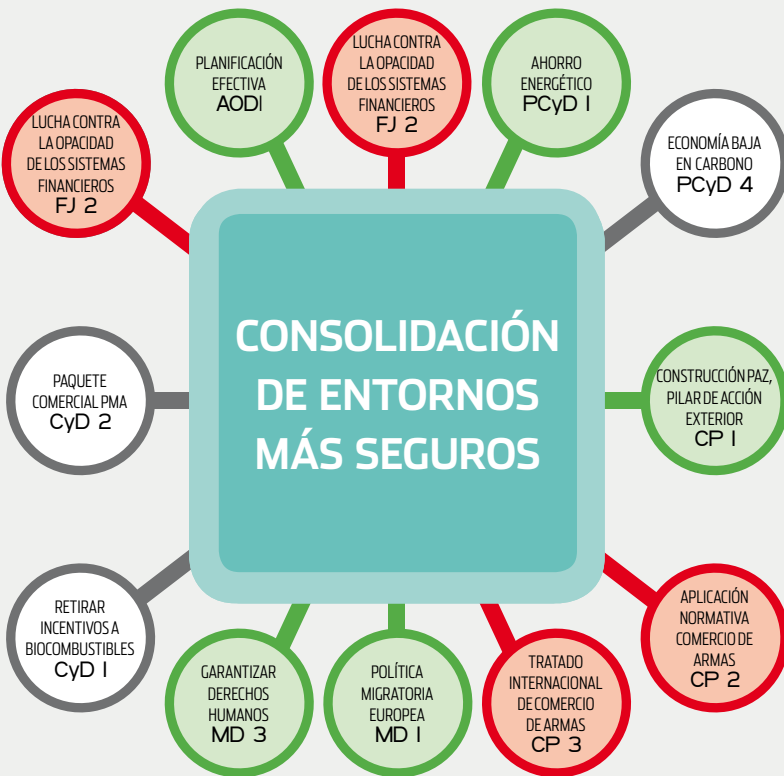 PLANIFICACIÓN
EFECTIVA
AOD1
LUCHA CONTRA
LA OPACIDAD
DE LOS SISTEMAS
FINANCIEROS
FJ 2
AHORRO
ENERGÉTICO
PCyD 1
LUCHA CONTRA
LA OPACIDAD
DE LOS SISTEMAS
FINANCIEROS
FJ 2
ECONOMÍA BAJA
EN CARBONO
PCyD 4
CONSOLIDACIÓN
DE ENTORNOS
MÁS SEGUROS
PAQUETE
COMERCIAL PMA
CyD 2
CONSTRUCCIÓN PAZ,
PILAR DE ACCIÓN
EXTERIOR
CP 1
RETIRAR
INCENTIVOS A
BIOCOMBUSTIBLES
CyD 1
GARANTIZAR
DERECHOS
HUMANOS
MD 3
POLÍTICA
MIGRATORIA
EUROPEA
MD 1
TRATADO
INTERNACIONAL
DE COMERCIO
DE ARMAS
CP 3
APLICACIÓN
NORMATIVA
COMERCIO DE
ARMAS
CP 2